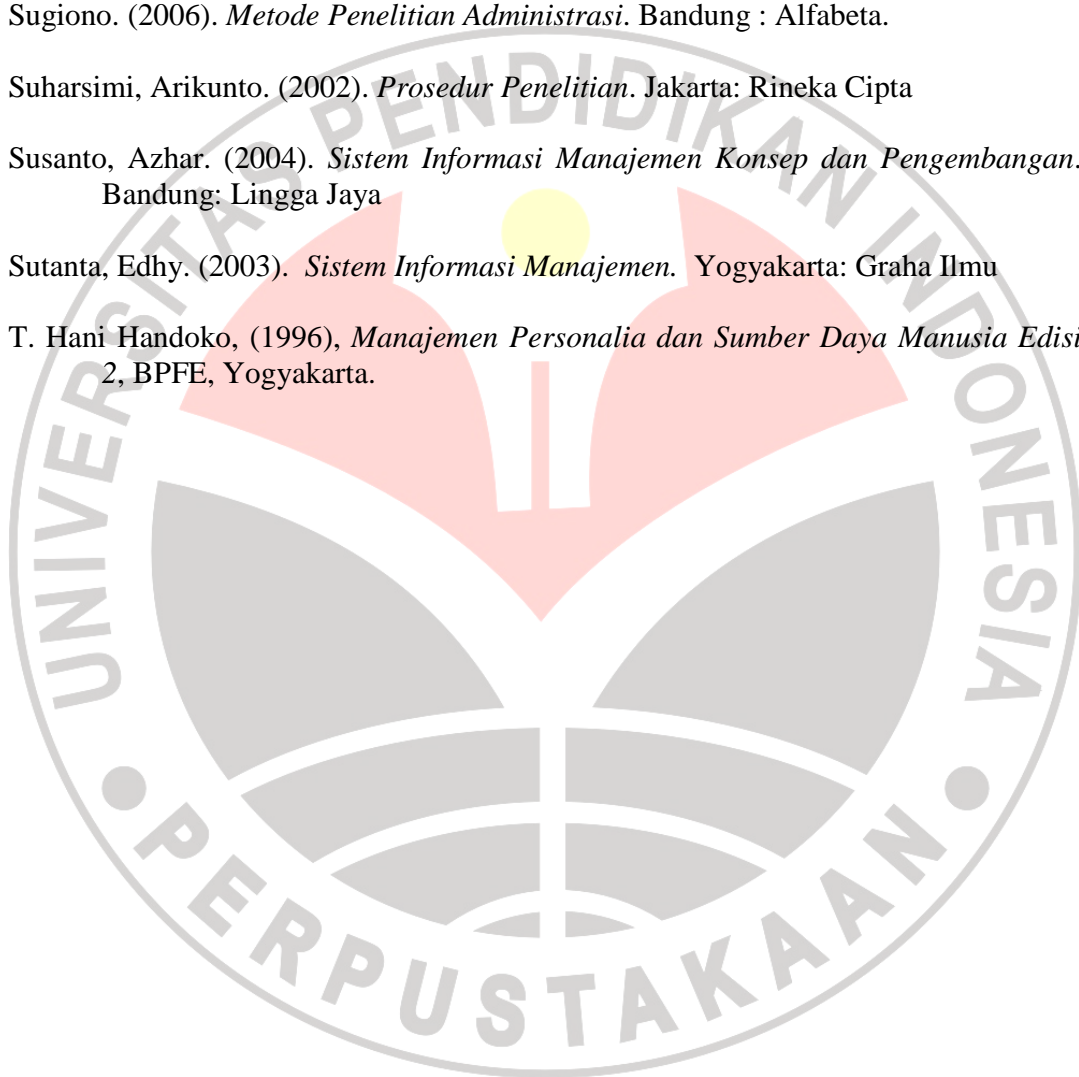 Sugiono. (2006). Metode Penelitian Administrasi. Bandung : Alfabeta.
Suharsimi, Arikunto. (2002). Prosedur Penelitian. Jakarta: Rineka Cipta
Susanto, Azhar. (2004). Sistem Informasi Manajemen Konsep dan Pengembangan.
Bandung: Lingga Jaya
Sutanta, Edhy. (2003). Sistem Informasi Manajemen. Yogyakarta: Graha Ilmu
T. Hani Handoko, (1996), Manajemen Personalia dan Sumber Daya Manusia Edisi
2, BPFE, Yogyakarta.
UNIVERSITAS PENDIDIKAN INDONESIA
PERPUSTAKAAN